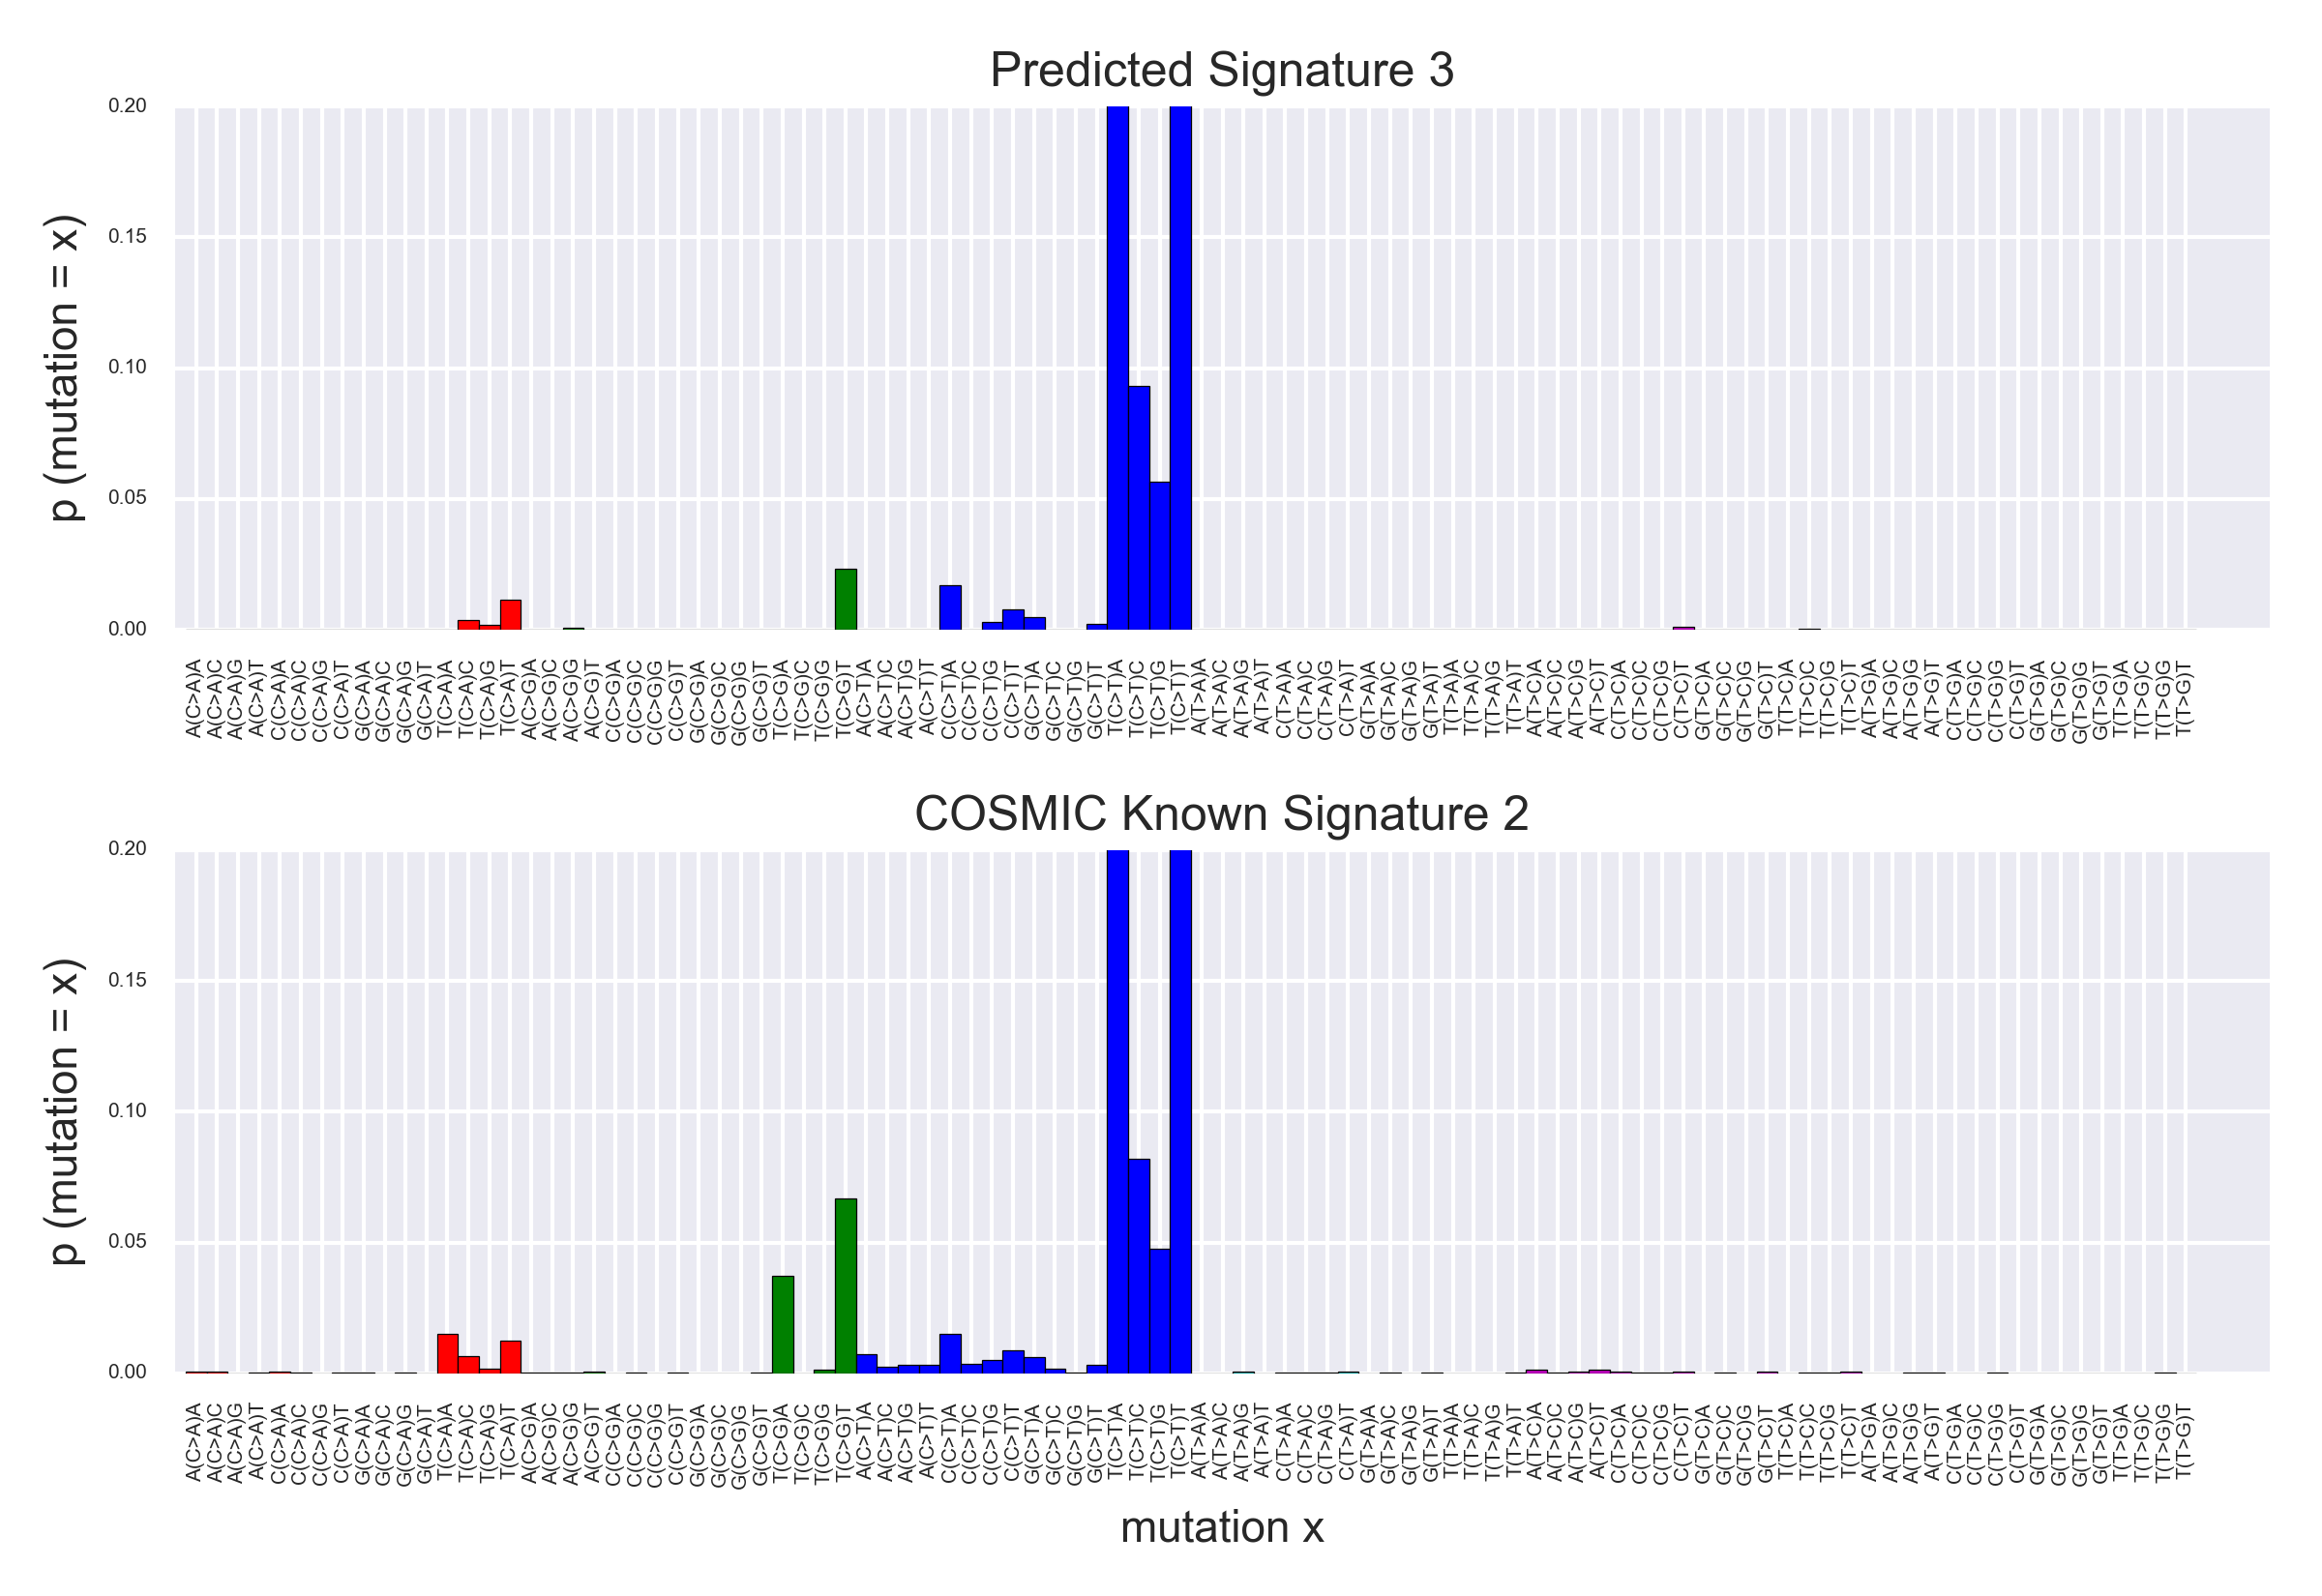 Predicted Signature 3
p (mutation = x)
0.20
0.15
0.10
0.05
0.00
A(C>A)A A(C>A)C A(C>A)G A(C>A)T C(C>A)A C(C>A)C C(C>A)G C(C>A)T G(C>A)A G(C>A)C G(C>A)G G(C>A)T T(C>A)A T(C>A)C T(C>A)G T(C>A)T A(C>G)A A(C>G)C A(C>G)G A(C>G)T C(C>G)A C(C>G)C C(C>G)G C(C>G)T G(C>G)A G(C>G)C G(C>G)G G(C>G)T T(C>G)A T(C>G)C T(C>G)G T(C>G)T A(C>T)A A(C>T)C A(C>T)G A(C>T)T C(C>T)A C(C>T)C C(C>T)G C(C>T)T G(C>T)A G(C>T)C G(C>T)G G(C>T)T T(C>T)A T(C>T)C T(C>T)G T(C>T)T A(T>A)A A(T>A)C A(T>A)G A(T>A)T C(T>A)A C(T>A)C C(T>A)G C(T>A)T G(T>A)A G(T>A)C G(T>A)G G(T>A)T T(T>A)A T(T>A)C T(T>A)G T(T>A)T A(T>C)A A(T>C)C A(T>C)G A(T>C)T C(T>C)A C(T>C)C C(T>C)G C(T>C)T G(T>C)A G(T>C)C G(T>C)G G(T>C)T T(T>C)A T(T>C)C T(T>C)G T(T>C)T A(T>G)A A(T>G)C A(T>G)G A(T>G)T C(T>G)A C(T>G)C C(T>G)G C(T>G)T G(T>G)A G(T>G)C G(T>G)G G(T>G)T T(T>G)A T(T>G)C T(T>G)G T(T>G)T
COSMIC Known Signature 2
p (mutation = x)
0.20
0.15
0.10
0.05
0.00
A(C>A)A A(C>A)C A(C>A)G A(C>A)T C(C>A)A C(C>A)C C(C>A)G C(C>A)T G(C>A)A G(C>A)C G(C>A)G G(C>A)T T(C>A)A T(C>A)C T(C>A)G T(C>A)T A(C>G)A A(C>G)C A(C>G)G A(C>G)T C(C>G)A C(C>G)C C(C>G)G C(C>G)T G(C>G)A G(C>G)C G(C>G)G G(C>G)T T(C>G)A T(C>G)C T(C>G)G T(C>G)T A(C>T)A A(C>T)C A(C>T)G A(C>T)T C(C>T)A C(C>T)C C(C>T)G C(C>T)T G(C>T)A G(C>T)C G(C>T)G G(C>T)T T(C>T)A T(C>T)C T(C>T)G T(C>T)T A(T>A)A A(T>A)C A(T>A)G A(T>A)T C(T>A)A C(T>A)C C(T>A)G C(T>A)T G(T>A)A G(T>A)C G(T>A)G G(T>A)T T(T>A)A T(T>A)C T(T>A)G T(T>A)T A(T>C)A A(T>C)C A(T>C)G A(T>C)T C(T>C)A C(T>C)C C(T>C)G C(T>C)T G(T>C)A G(T>C)C G(T>C)G G(T>C)T T(T>C)A T(T>C)C T(T>C)G T(T>C)T A(T>G)A A(T>G)C A(T>G)G A(T>G)T C(T>G)A C(T>G)C C(T>G)G C(T>G)T G(T>G)A G(T>G)C G(T>G)G G(T>G)T T(T>G)A T(T>G)C T(T>G)G T(T>G)T
mutation x